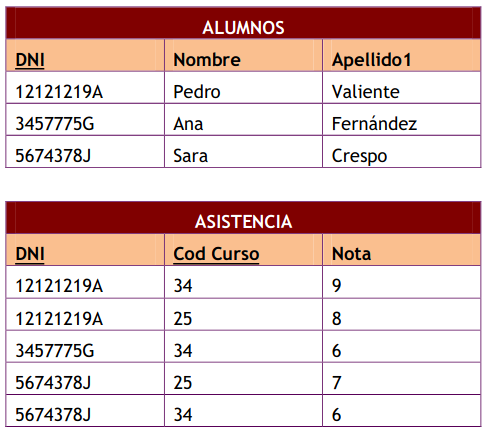 ALUMNOS
DNI Nombre Apellido1
12121219A Pedro Valiente
3457775G Ana Fernández
5674378J Sara Crespo
ASISTENCIA
DNI Cod Curso Nota
12121219A 34 9
12121219A 25 8
3457775G 34 6
5674378J 25 7
5674378J 34 6